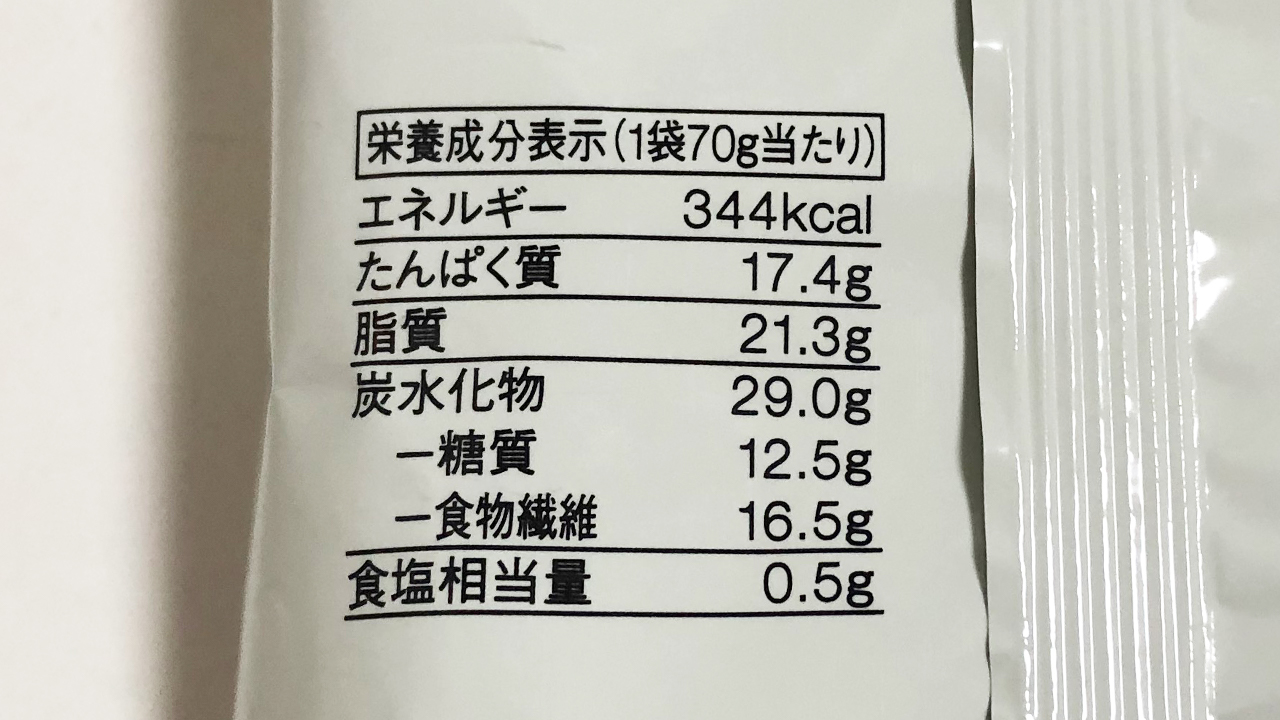 栄養成分表示(1袋70g当たり)
エネルギー 344kcal
たんぱく質 17.4g
脂質 21.3g
炭水化物 29.0g
ー糖質 12.5g
ー食物繊維 16.5g
食塩相当量 0.5g